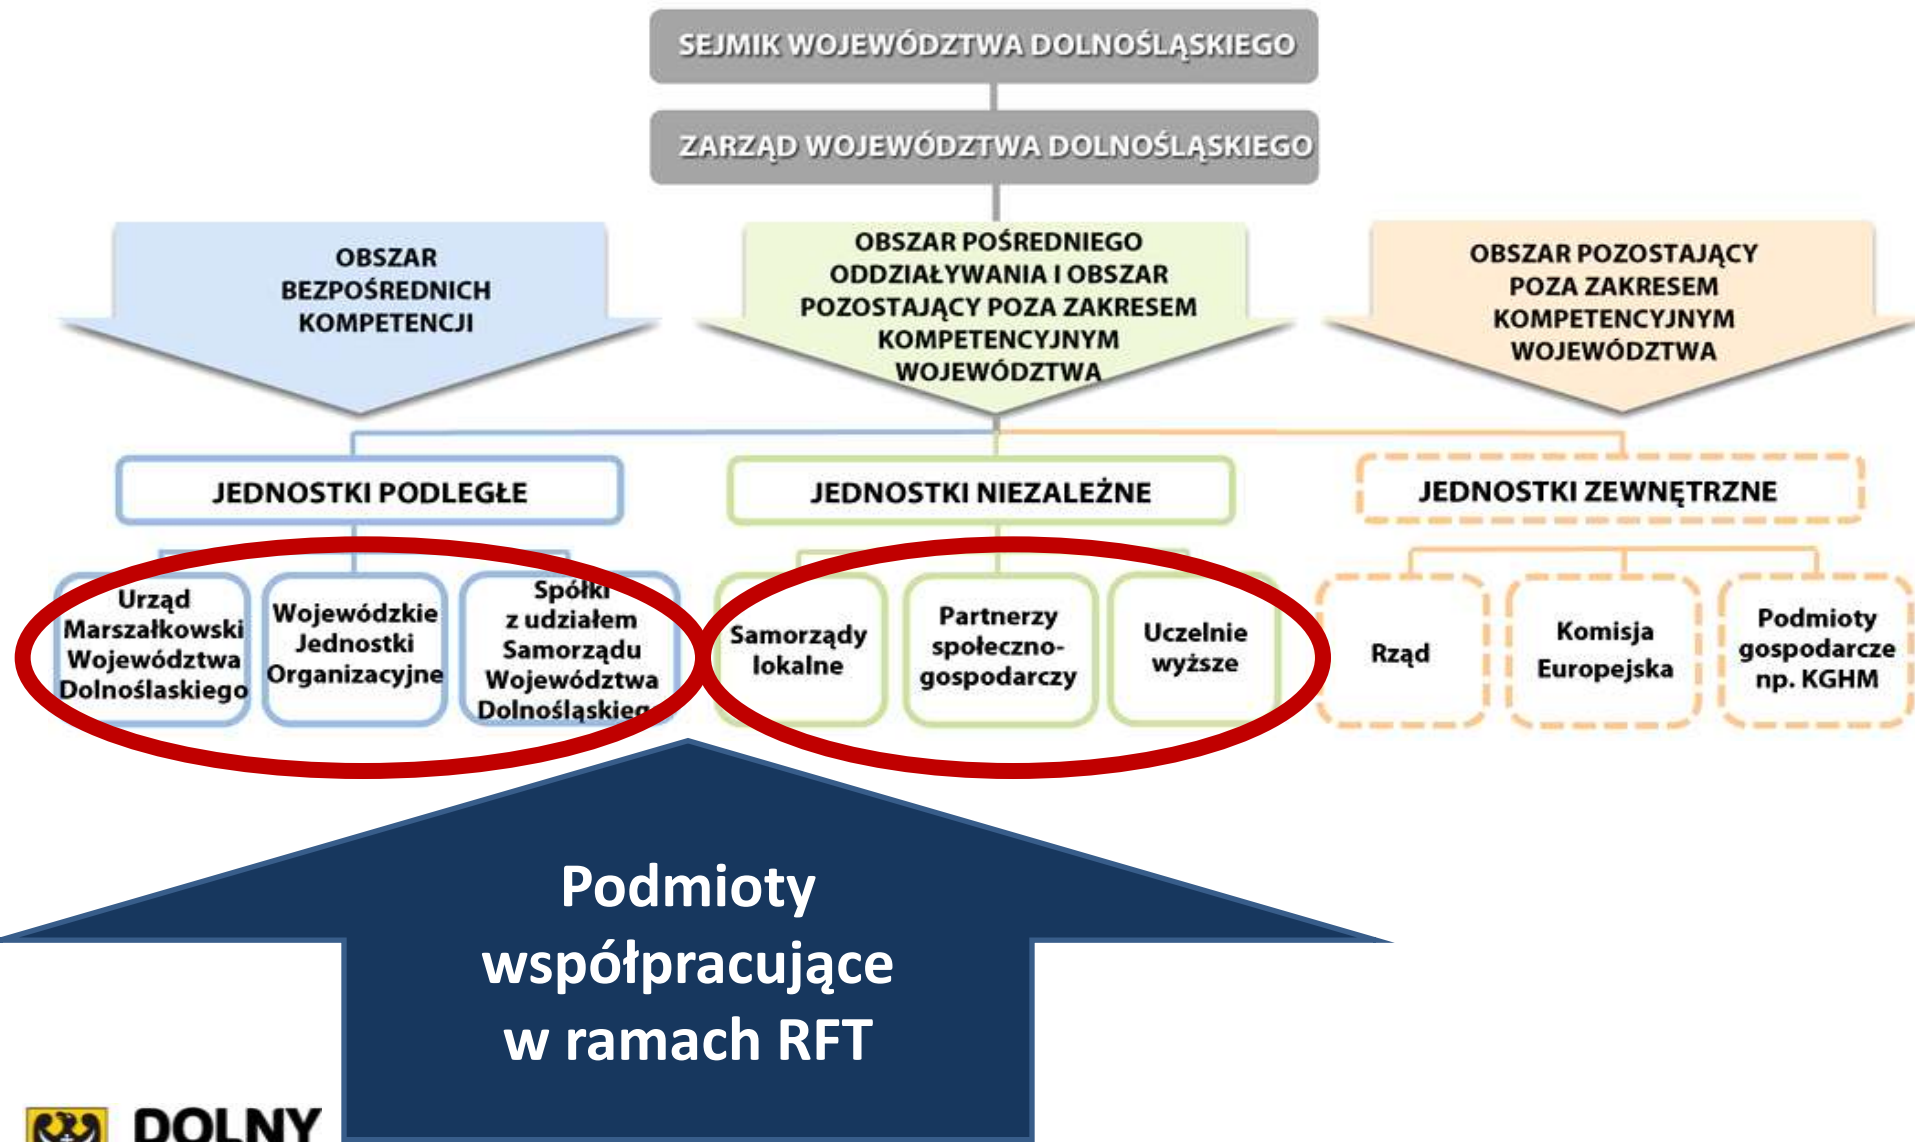 SEJMIK WOJEWÓDZTWA DOLNOŚLĄSKIEGO
ZARZĄD WOJEWÓDZTWA DOLNOŚLĄSKIEGO
OBSZAR
BEZPOŚREDNICH
KOMPETENCJI
OBSZAR POŚREDNIEGO
ODDZIAŁYWANIA I OBSZAR
POZOSTAJĄCY POZA ZAKRESEM
KOMPETENCYJNYM
WOJEWÓDZTWA
OBSZAR POZOSTAJĄCY
POZA ZAKRESEM
KOMPETENCYJNYM
WOJEWÓDZTWA
JEDNOSTKI PODLEGŁE
JEDNOSTKI NIEZALEŻNE
JEDNOSTKI ZEWNĘTRZNE
Urząd
Marszałkowski
Województwa
Dolnoślaskiego
Wojewódzkie
Jednostki
Organizacyjne
Spółki
z udziałem
Samorządu
Województwa
Dolnośląskieg
Samorządy
lokalne
Partnerzy
społeczno-
gospodarczy
Uczelnie
wyższe
Rząd
Komisja
Europejska
Podmioty
gospodarcze
np. KGHM
Podmioty
współpracujące
w ramach RFT
DOLNY